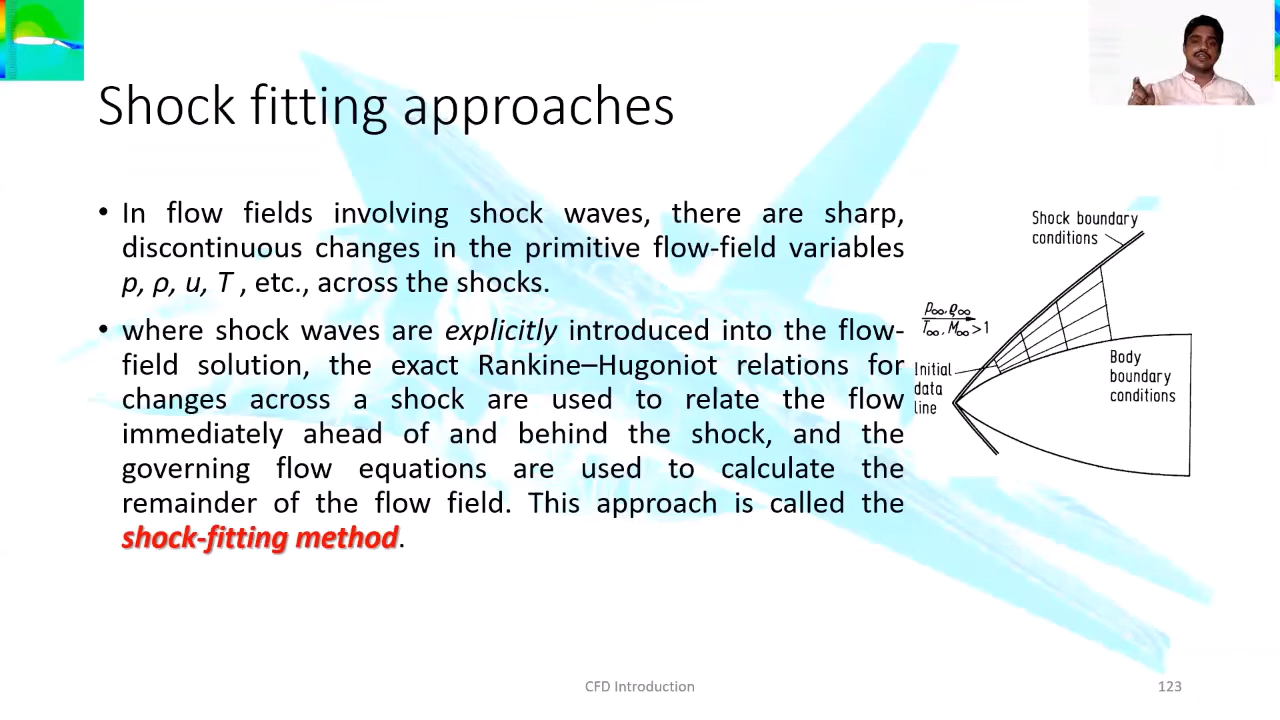 Shock fitting approaches
• In flow fields involving shock waves, there are sharp,
discontinuous changes in the primitive flow-field variables
p, ρ, u, T , etc., across the shocks.
• where shock waves are explicitly introduced into the flow-
field solution, the exact Rankine–Hugoniot relations for
changes across a shock are used to relate the flow
immediately ahead of and behind the shock, and the
governing flow equations are used to calculate the
remainder of the flow field. This approach is called the
shock-fitting method.
Shock boundary
conditions
p∞, ϱ∞
T∞, M∞>1
Initial
data
line
Body
boundary
conditions
CFD Introduction
123